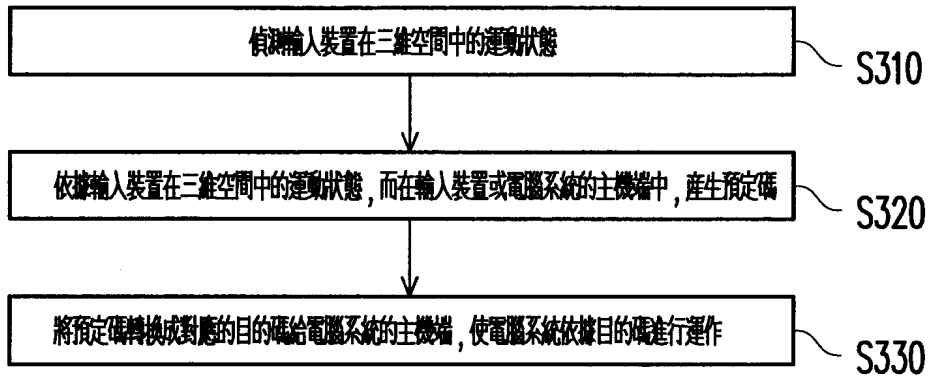 偵測輸入裝置在三維空間中的運動狀態
S310
依據輸入裝置在三維空間中的運動狀態，而在輸入裝置或電腦系統的主機端中，產生預定碼
S320
將預定碼轉換成對應的目的碼給電腦系統的主機端，使電腦系統依據目的碼進行運作
S330